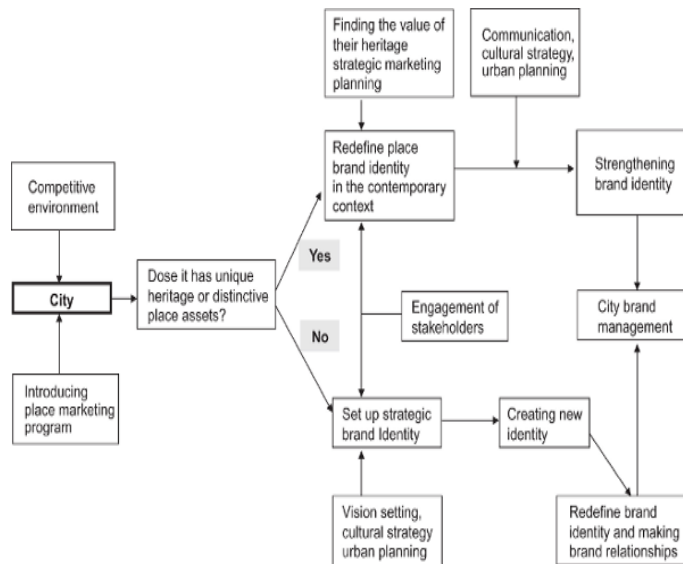 Finding the value of
their heritage
strategic marketing
planning
Communication,
cultural strategy,
urban planning
Competitive
environment
Redefine place
brand identity
in the contemporary
context
Strengthening
brand identity
Yes
City
Dose it has unique
heritage or distinctive
place assets?
Engagement of
stakeholders
City brand
management
No
Introducing
place marketing
program
Set up strategic
brand Identity
Creating new
identity
Vision setting,
cultural strategy
urban planning
Redefine brand
identity and making
brand relationships